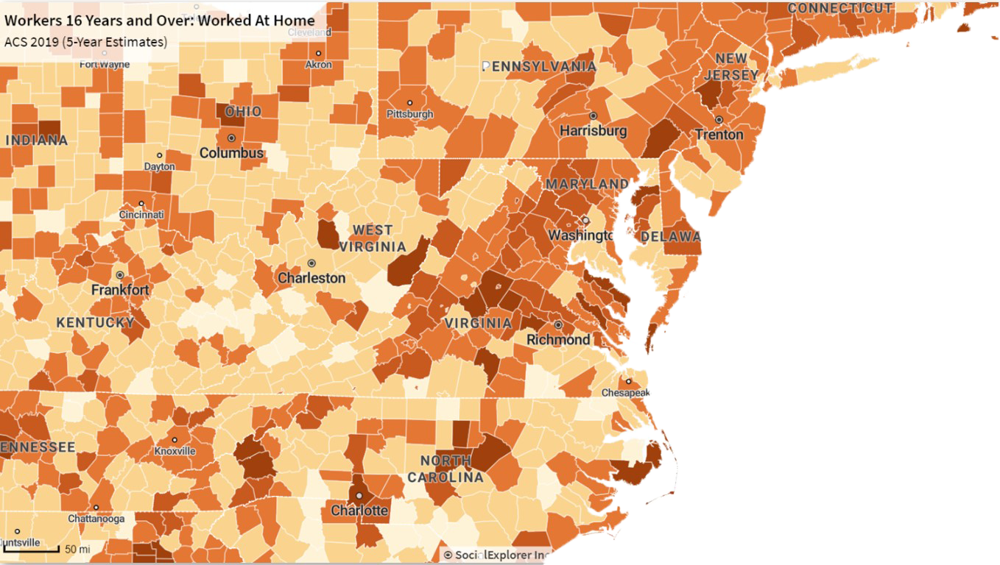 Workers 16 Years and Over: Worked At Home
ACS 2019 (5-Year Estimates)
CONNECTICUT
Cleveland
Fort Wayne
Akron
PENNSYLVANIA
NEW
JERSEY
OHIO
Pittsburgh
INDIANA
Harrisburg
Trenton
Columbus
Dayton
MARYLAND
Cincinnati
WEST
VIRGINIA
Washingto
DELAWA
Charleston
Frankfort
KENTUCKY
VIRGINIA
Richmond
Chesapeak
ENNESSEE
Knoxville
NORTH
CAROLINA
Charlotte
Chattanooga
untsville
50 mi
© SocialExplorer Inc